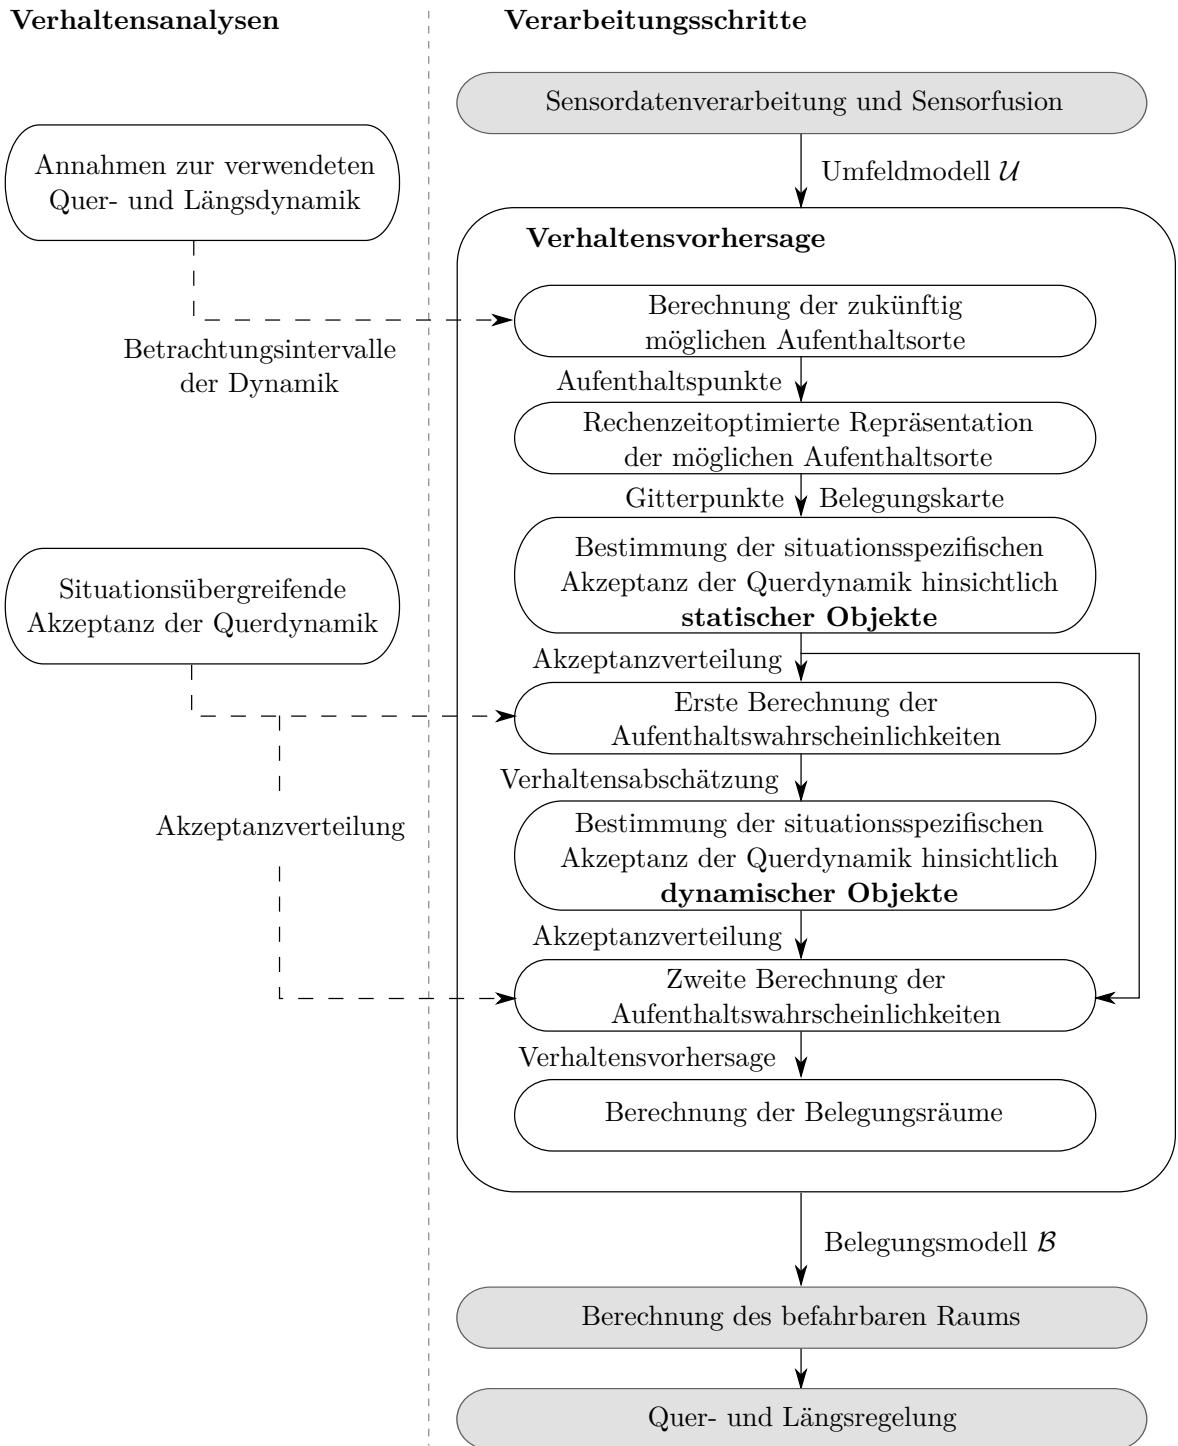 Verhaltensanalysen
Verarbeitungsschritte
Sensordatenverarbeitung und Sensorfusion
Umfeldmodell 𝒰
Annahmen zur verwendeten
Quer- und Längsdynamik
Betrachtungsintervalle
der Dynamik
Verhaltensvorhersage
Berechnung der zukünftig
möglichen Aufenthaltsorte
Aufenthaltspunkte
Rechenzeitoptimierte Repräsentation
der möglichen Aufenthaltsorte
Gitterpunkte Belegungskarte
Bestimmung der situationsspezifischen
Akzeptanz der Querdynamik hinsichtlich
statischer Objekte
Situationsübergreifende
Akzeptanz der Querdynamik
Akzeptanzverteilung
Akzeptanzverteilung
Erste Berechnung der
Aufenthaltswahrscheinlichkeiten
Verhaltensabschätzung
Bestimmung der situationsspezifischen
Akzeptanz der Querdynamik hinsichtlich
dynamischer Objekte
Akzeptanzverteilung
Zweite Berechnung der
Aufenthaltswahrscheinlichkeiten
Verhaltensvorhersage
Berechnung der Belegungsräume
Belegungsmodell ℬ
Berechnung des befahrbaren Raums
Quer- und Längsregelung